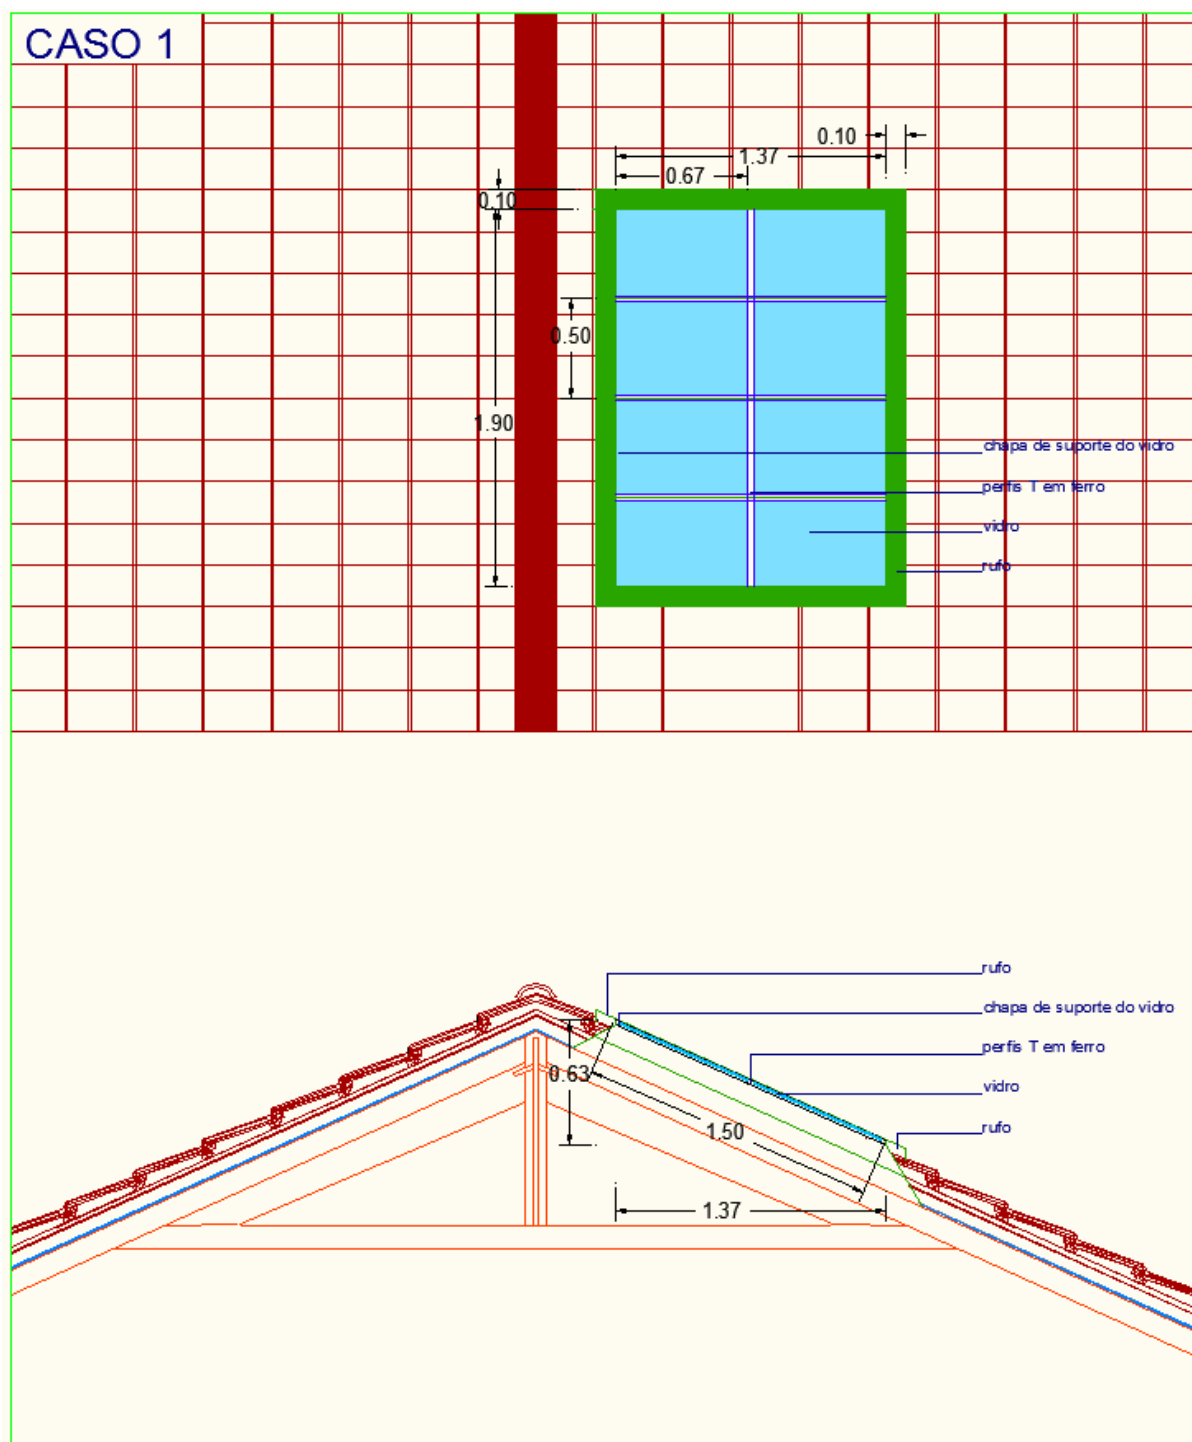 CASO 1
0.10
1.37
0.67
0.10
0.50
1.90
chapa de suporte do vidro
perfis T em ferro
vidro
rufo
rufo
chapa de suporte do vidro
perfis T em ferro
0.63
vidro
1.50
rufo
1.37